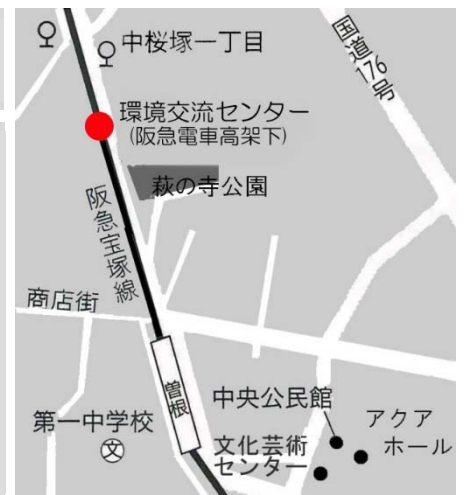 中桜塚一丁目
国道176号
環境交流センター
(阪急電車高架下)
萩の寺公園
阪急宝塚線
商店街
曽根
中央公民館
アクア
ホール
第一中学校
文
文化芸術
センター